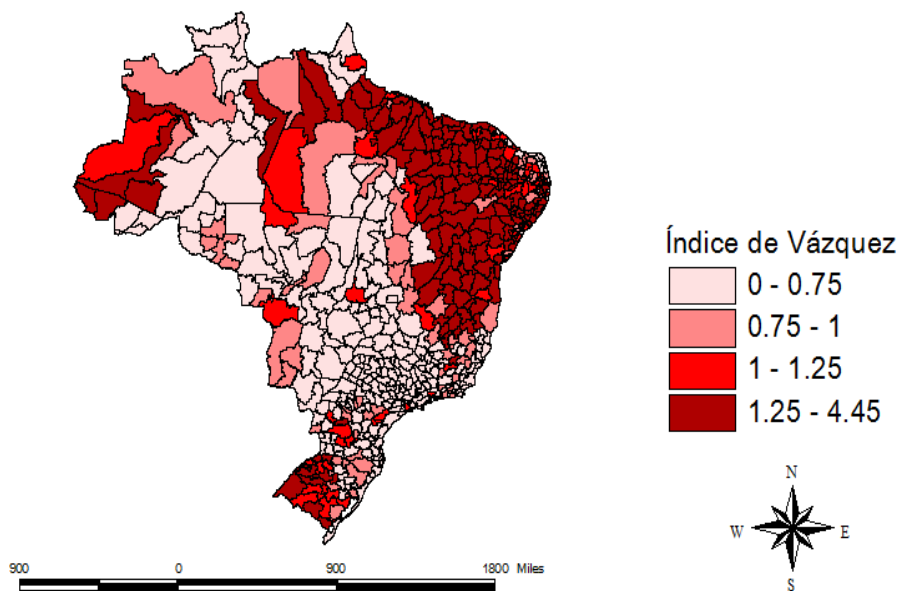 Índice de Vázquez
0 - 0.75
0.75 - 1
1 - 1.25
1.25 - 4.45
N
W E
S
900 0 900 1800 Miles